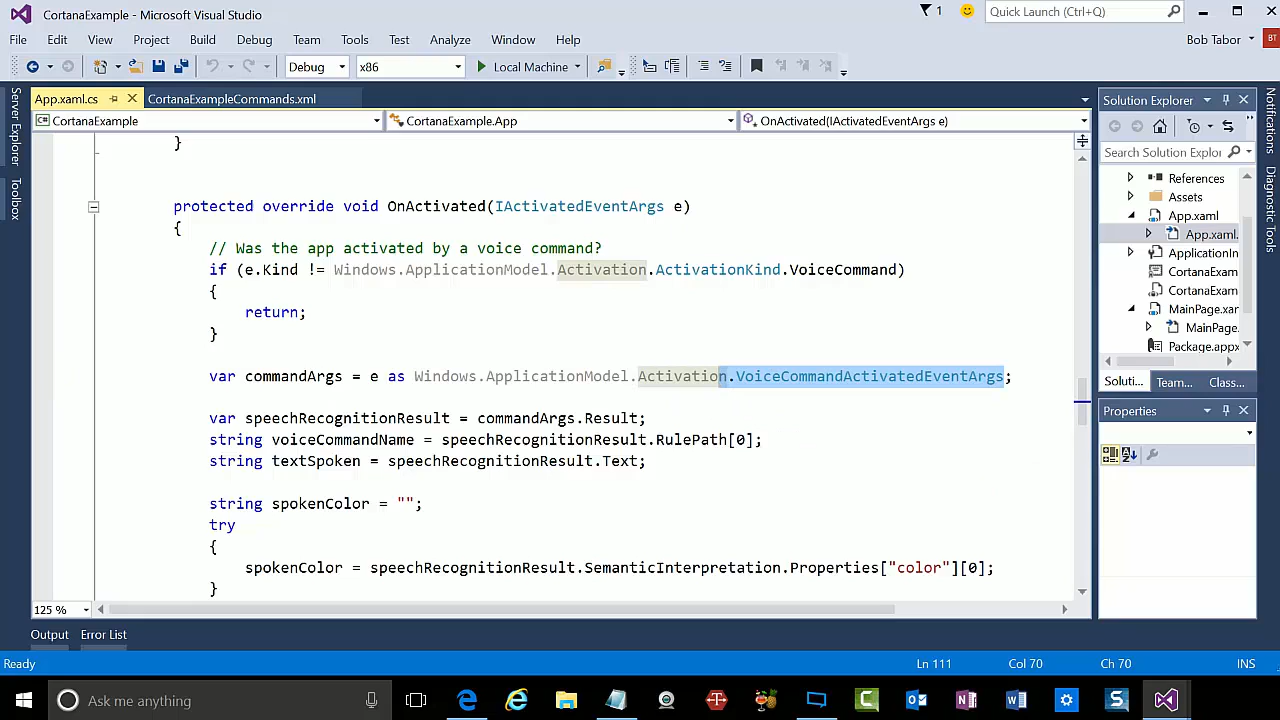 CortanaExample - Microsoft Visual Studio
1
Quick Launch (Ctrl+Q)
File Edit View Project Build Debug Team Tools Test Analyze Window Help
Bob Tabor
BT
Debug x86 Local Machine
App.xaml.cs CortanaExampleCommands.xml
CortanaExample CortanaExample.App OnActivated(IActivatedEventArgs e)
}
protected override void OnActivated(IActivatedEventArgs e)
{
// Was the app activated by a voice command?
if (e.Kind != Windows.ApplicationModel.Activation.ActivationKind.VoiceCommand)
{
return;
}
var commandArgs = e as Windows.ApplicationModel.Activation.VoiceCommandActivatedEventArgs;
var speechRecognitionResult = commandArgs.Result;
string voiceCommandName = speechRecognitionResult.RulePath[0];
string textSpoken = speechRecognitionResult.Text;
string spokenColor = "";
try
{
spokenColor = speechRecognitionResult.SemanticInterpretation.Properties["color"][0];
}
125 %
Server Explorer
Toolbox
Solution Explorer
Search Solution Explor
References
Assets
App.xaml
App.xaml.
ApplicationIn
CortanaExam
CortanaExam
MainPage.xan
MainPage.
Package.appx
Soluti... Team... Class...
Properties
Notifications
Diagnostic Tools
Output Error List
Ready Ln 111 Col 70 Ch 70 INS
Ask me anything